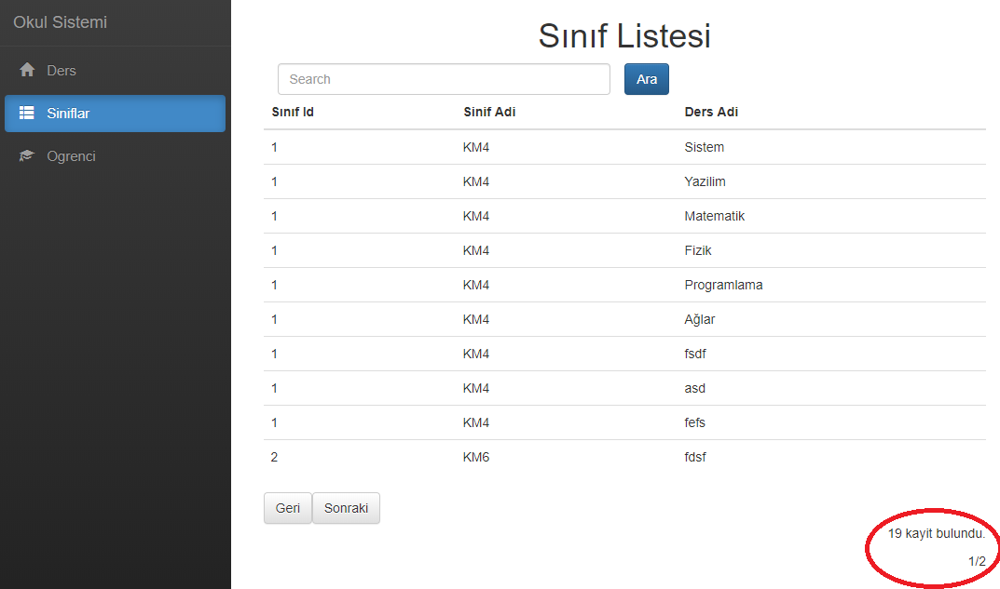 Okul Sistemi
Ders
Siniflar
Ogrenci
Sınıf Listesi
Search Ara
Sınıf Id Sinif Adi Ders Adi
1 KM4 Sistem
1 KM4 Yazilim
1 KM4 Matematik
1 KM4 Fizik
1 KM4 Programlama
1 KM4 Ağlar
1 KM4 fsdf
1 KM4 asd
1 KM4 fefs
2 KM6 fdsf
Geri Sonraki
19 kayit bulundu.
1/2